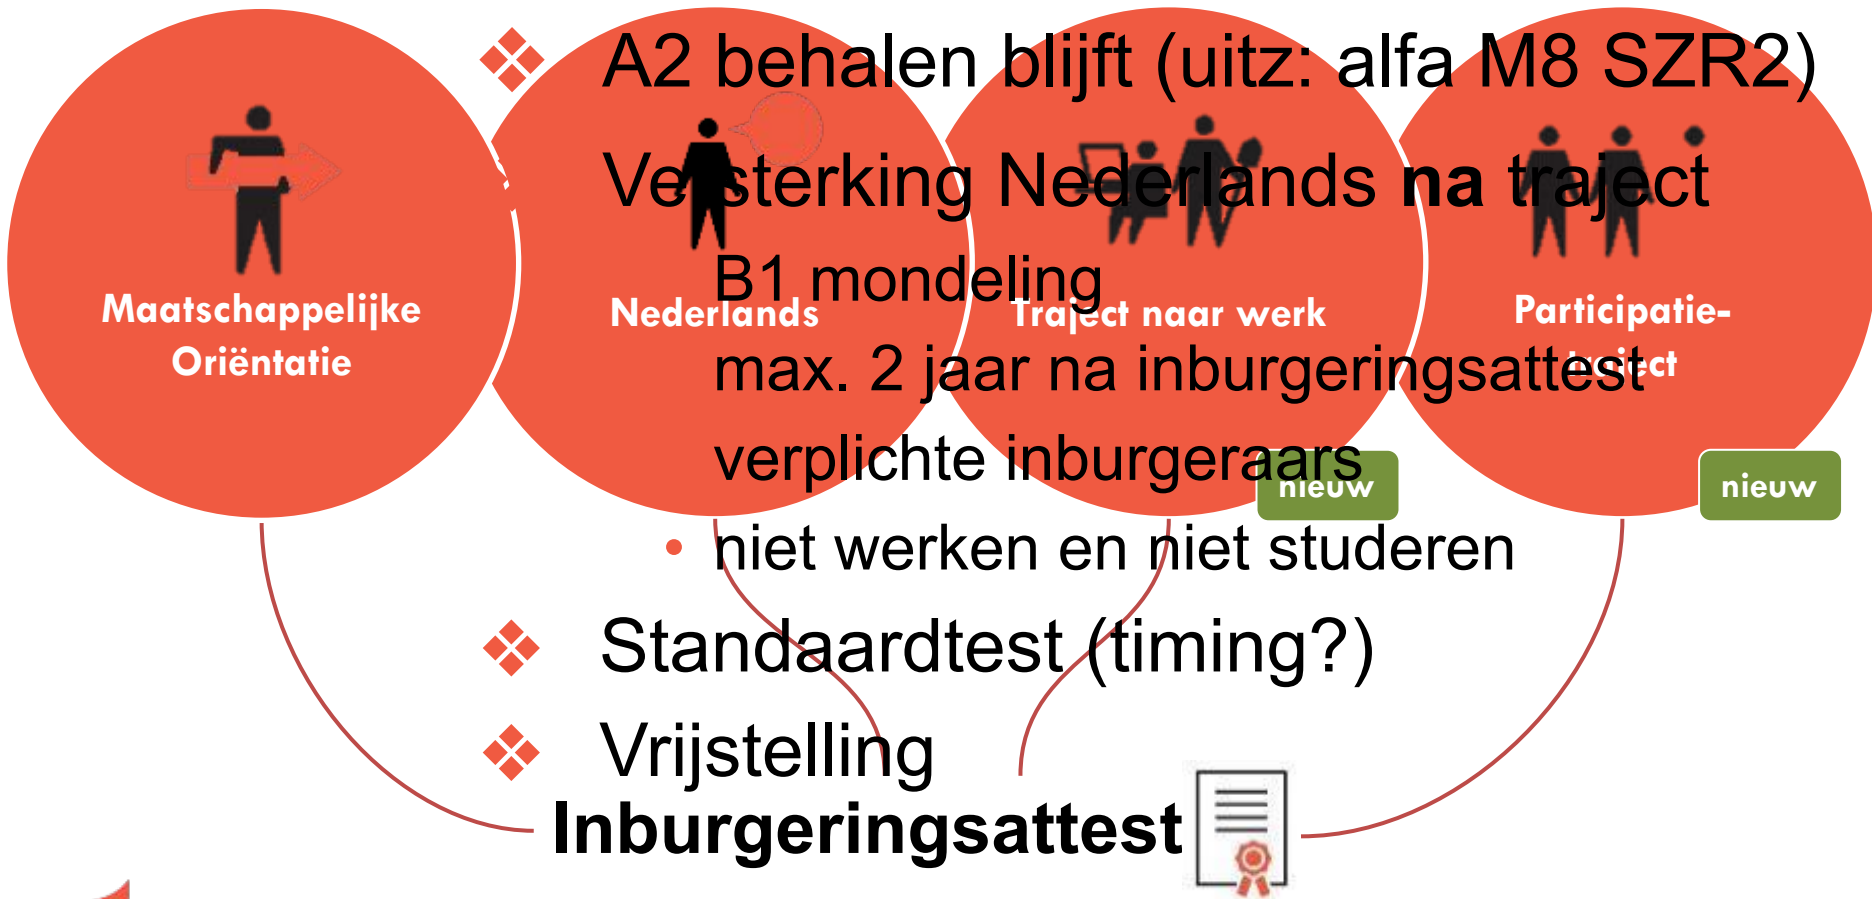 A2 behalen blijft (uitz: alfa M8 SZR2)
Versterking Nederlands na traject
B1 mondeling
max. 2 jaar na inburgeringsattest
verplichte inburgeraars
niet werken en niet studeren
Standaardtest (timing?)
Vrijstelling
Maatschappelijke
Oriëntatie
Nederlands
Traject naar werk
nieuw
Participatie-
traject
nieuw
Inburgeringsattest